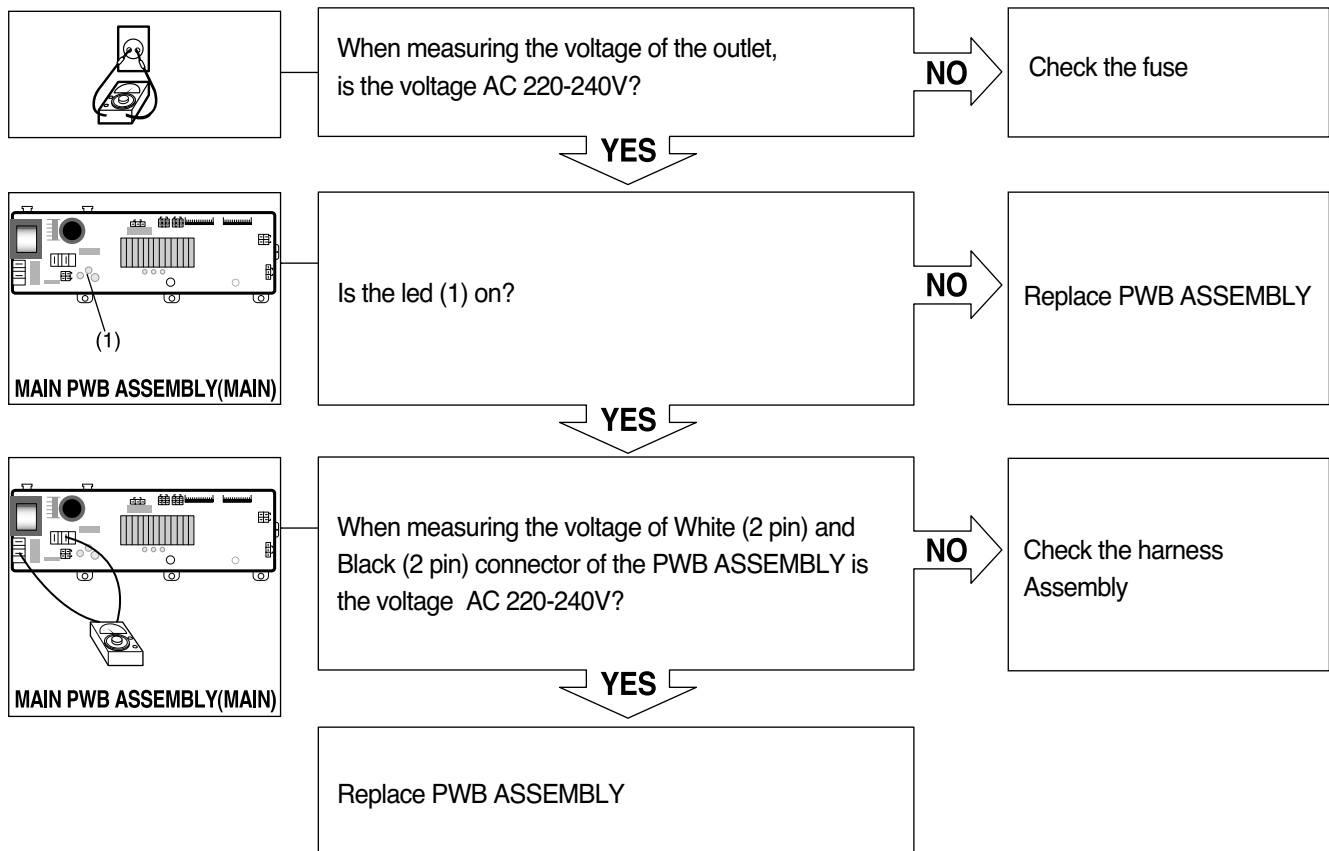 When measuring the voltage of the outlet,
is the voltage AC 220-240V?
NO
Check the fuse
YES
(1)
MAIN PWB ASSEMBLY(MAIN)
Is the led (1) on?
NO
Replace PWB ASSEMBLY
YES
MAIN PWB ASSEMBLY(MAIN)
When measuring the voltage of White (2 pin) and
Black (2 pin) connector of the PWB ASSEMBLY is
the voltage AC 220-240V?
NO
Check the harness
Assembly
YES
Replace PWB ASSEMBLY